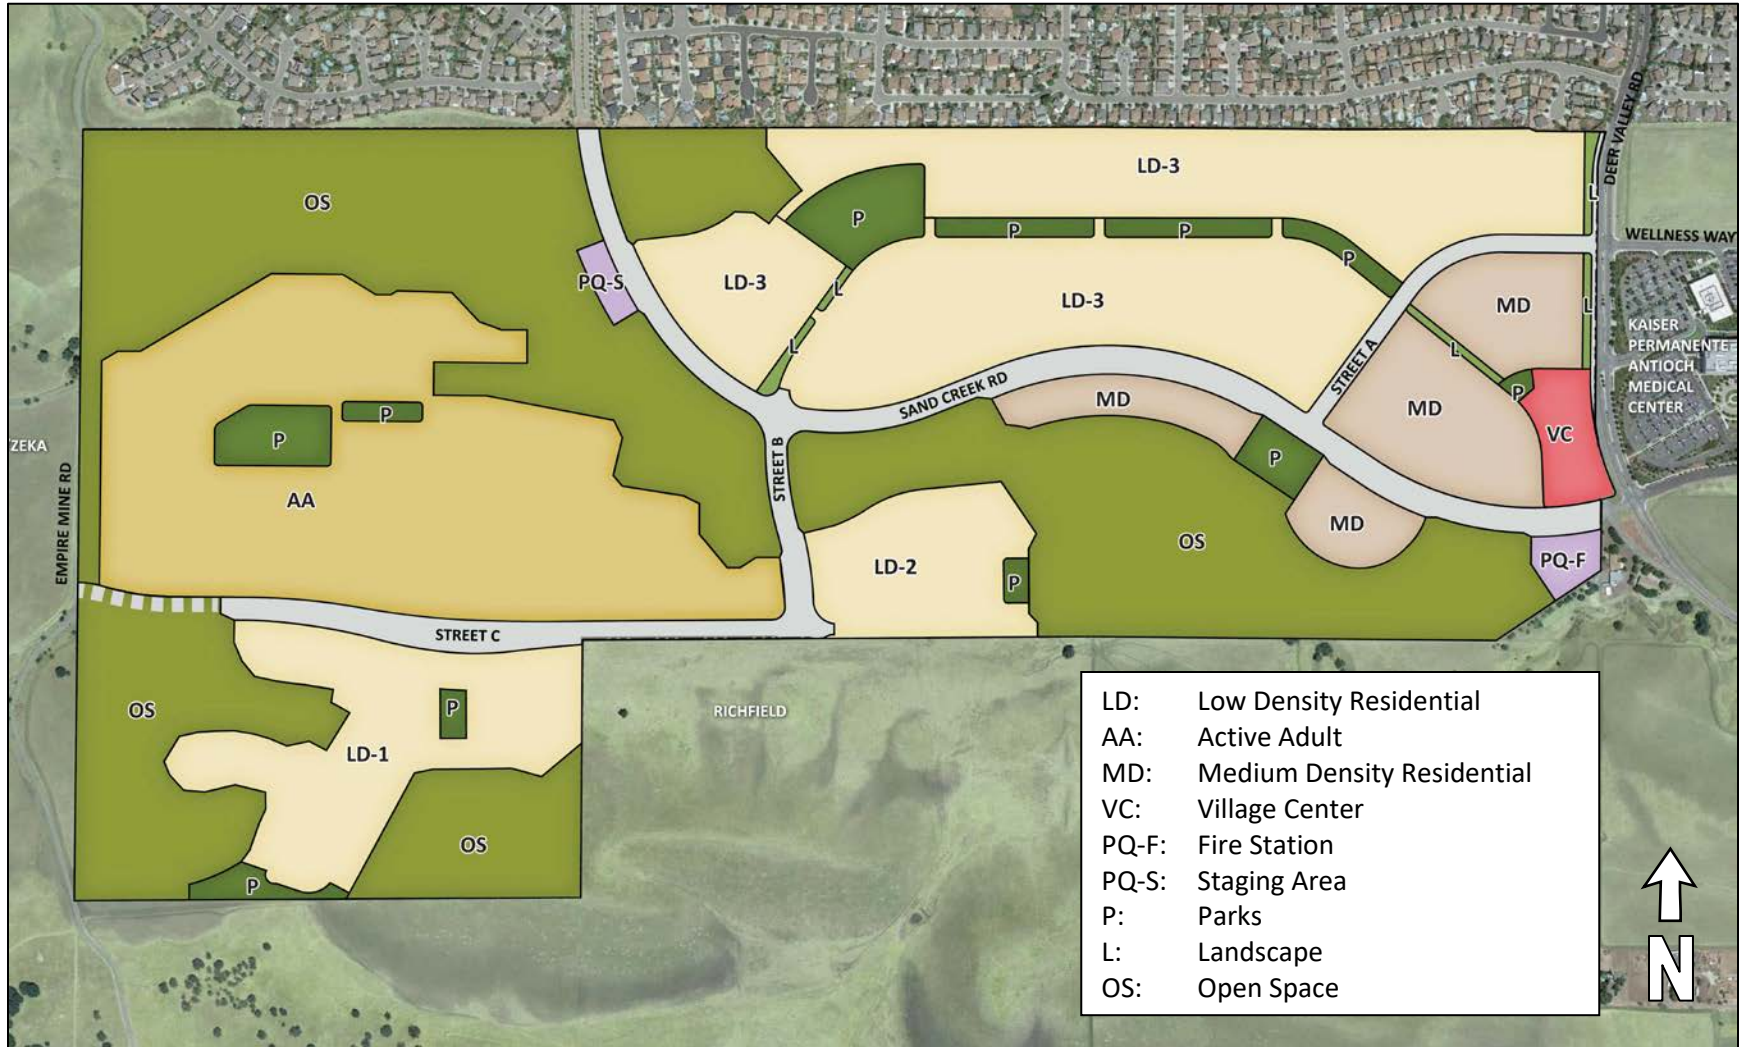 DEER VALLEY RD
LD-3
OS
L
P
WELLNESS WAY
P
P
P
PQ-S
LD-3
L
LD-3
MD
L
KAISER
PERMANENTE
ANTIOCH
MEDICAL
CENTER
L
L
STREET A
SAND CREEK RD
P
MD
MD
P
VC
P
P
ZEKA
EMPIRE MINE RD
AA
STREET B
P
MD
OS
PQ-F
LD-2
P
STREET C
OS
P
RICHFIELD
LD-1
OS
P
LD: Low Density Residential
AA: Active Adult
MD: Medium Density Residential
VC: Village Center
PQ-F: Fire Station
PQ-S: Staging Area
P: Parks
L: Landscape
OS: Open Space
N